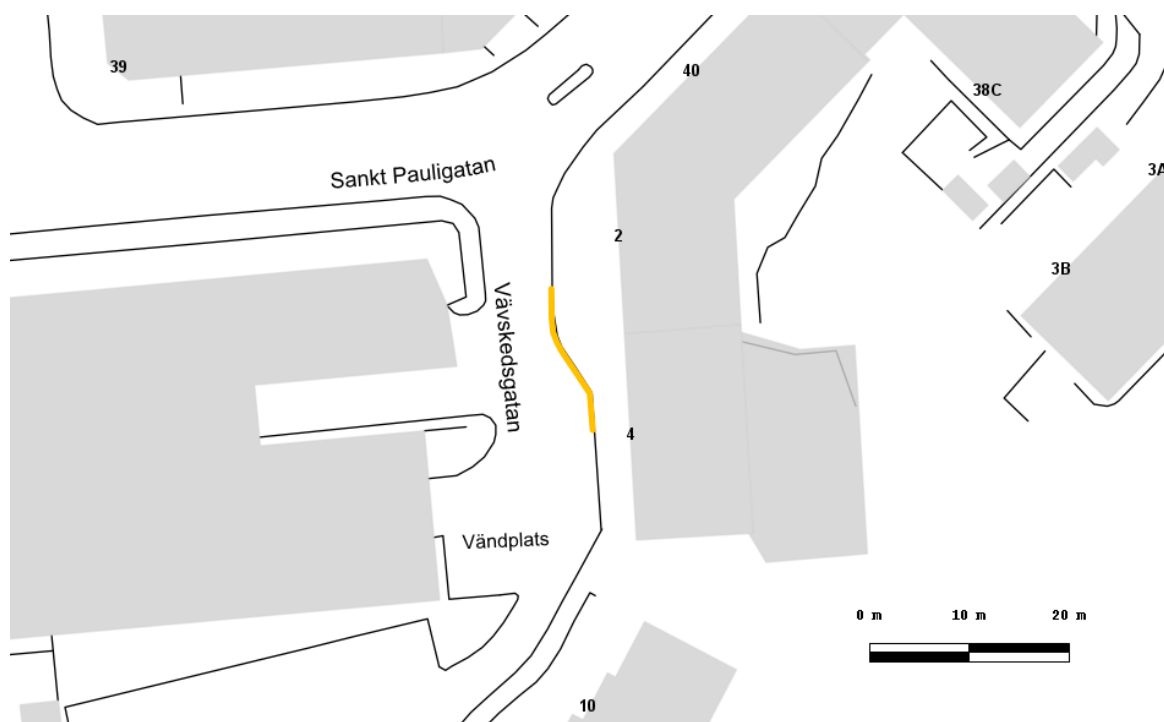 39
40
38C
3A
Sankt Pauligatan
2
3B
Vävskedsgatan
4
Vändplats
0 m 10 m 20 m
10